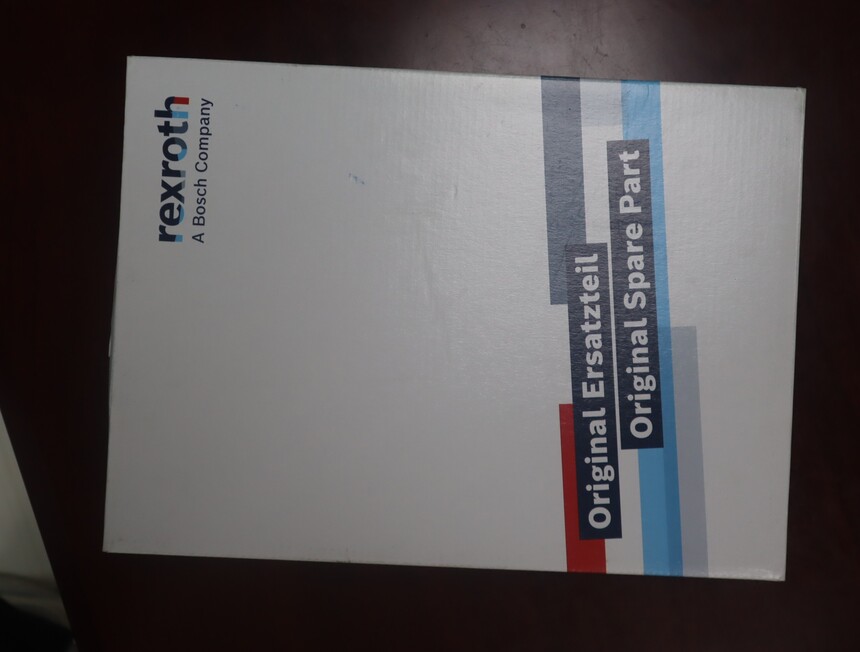 rexroth
A Bosch Company
Original Ersatzteil
Original Spare Part